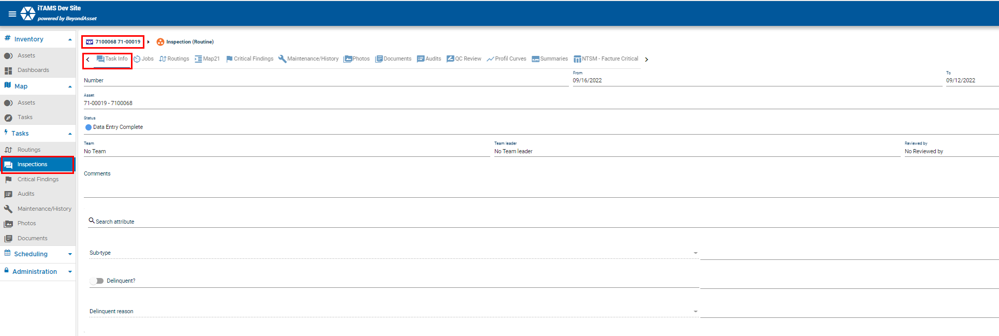 iTAMS Dev Site
powered by BeyondAsset
Inventory
Assets
Dashboards
Map
Assets
Tasks
Tasks
Routings
Inspections
Critical Findings
Audits
Maintenance/History
Photos
Documents
Scheduling
Administration
7100068 71-00019 Inspection (Routine)
Task Info Jobs Routings Map21 Critical Findings Maintenance/History Photos Documents Audits QC Review Profil Curves Summaries NTSM - Facture Critical
Number
From
09/16/2022
To
09/12/2022
Asset
71-00019 - 7100068
Status
Data Entry Complete
Team
No Team
Team leader
No Team leader
Reviewed by
No Reviewed by
Comments
Search attribute
Sub-type
Delinquent?
Delinquent reason